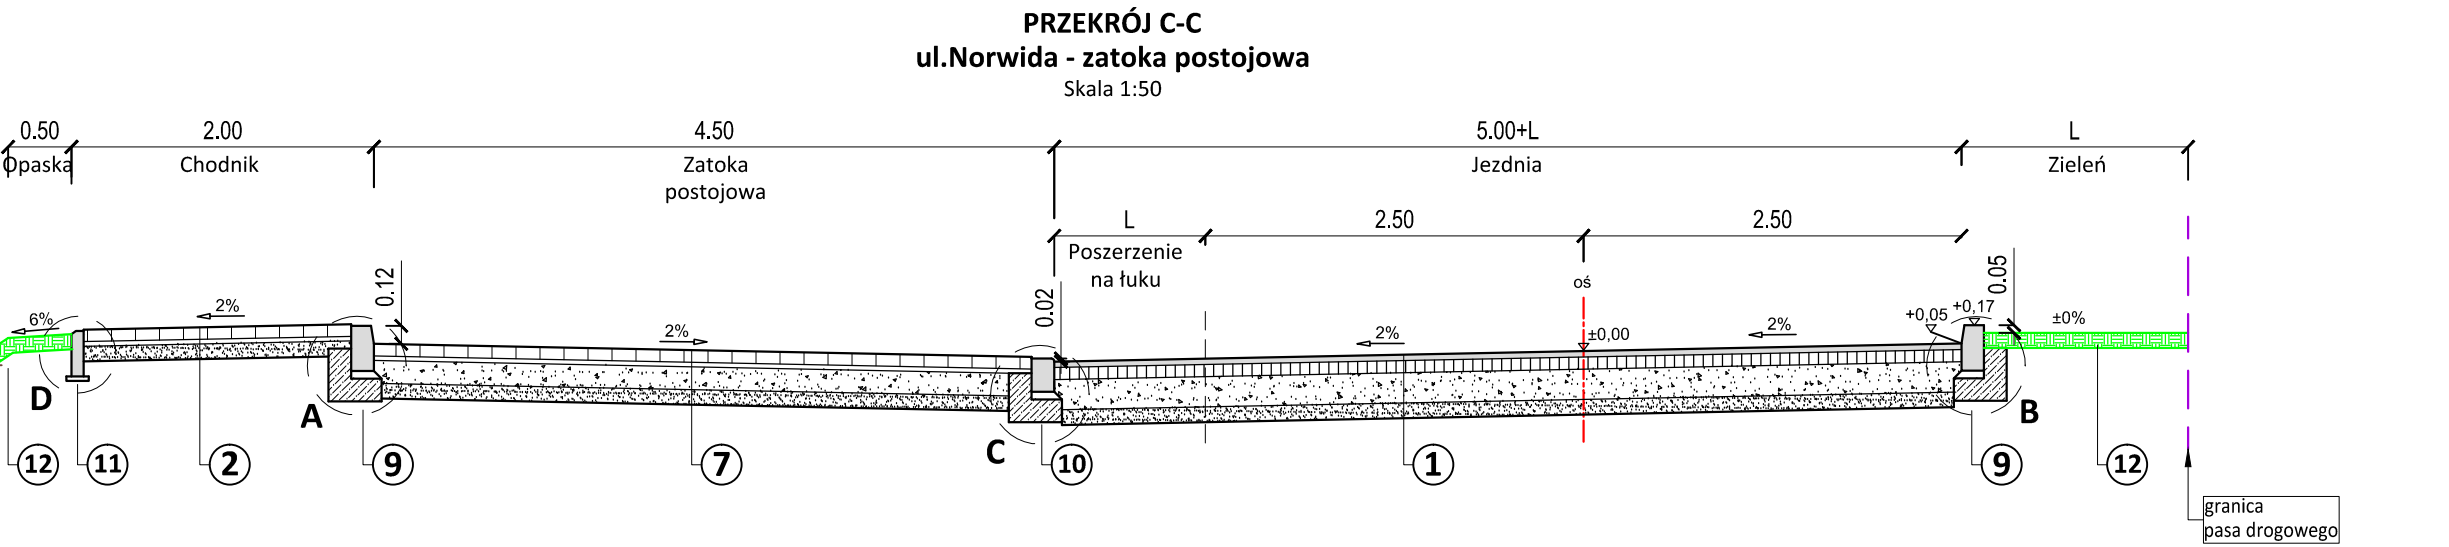 PRZEKRÓJ C-C
ul.Norwida - zatoka postojowa
Skala 1:50
0.50 2.00 4.50 5.00+L L
Opaska Chodnik Zatoka postojowa Jezdnia Zieleń
L 2.50 2.50
Poszerzenie
na łuku
oś
0.12
0.02
0.05
6% 2% 2% 2% ±0,00 2% +0,05 +0,17 ±0%
D A C B
12 11 2 9 7 10 1 9 12
granica
pasa drogowego